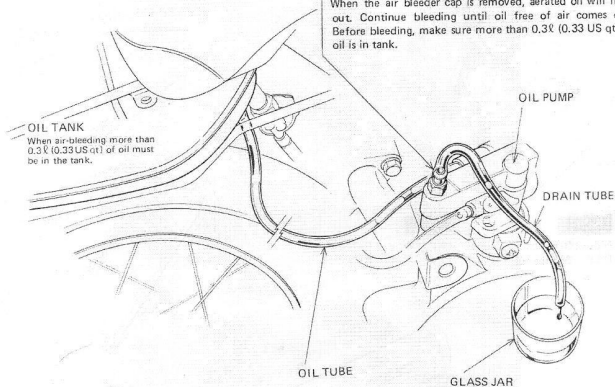 When the air bleeder cap is removed, aerated on will
out. Continue bleeding until oil free of air comes
Before bleeding, make sure more than 0.3ℓ (0.33 US qt
oil is in tank.
OIL PUMP
OIL TANK
When air-bleeding more than
0.3ℓ (0.33 US qt) of oil must
be in the tank.
DRAIN TUBE
OIL TUBE
GLASS JAR